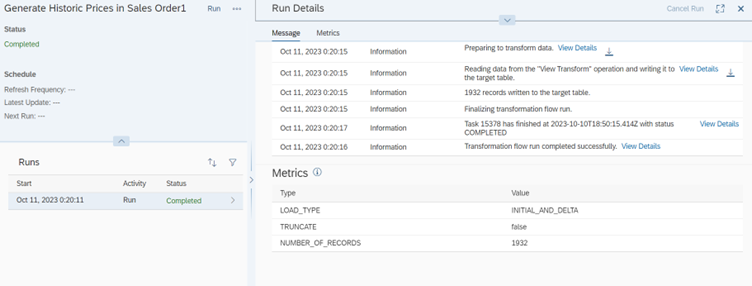 Generate Historic Prices in Sales Order1 Run •••
Status
Completed
Schedule
Refresh Frequency: ---
Latest Update: ---
Next Run: ---
Runs
Start Activity Status
Oct 11, 2023 0:20:11 Run Completed
Run Details Cancel Run
Message Metrics
Oct 11, 2023 0:20:15 Information Preparing to transform data. View Details
Oct 11, 2023 0:20:15 Information Reading data from the "View Transform" operation and writing it to View Details
the target table.
Oct 11, 2023 0:20:15 Information 1932 records written to the target table.
Oct 11, 2023 0:20:15 Information Finalizing transformation flow run.
Oct 11, 2023 0:20:17 Information Task 15378 has finished at 2023-10-10T18:50:15.414Z with status View Details
COMPLETED
Oct 11, 2023 0:20:16 Information Transformation flow run completed successfully. View Details
Metrics
Type Value
LOAD_TYPE INITIAL_AND_DELTA
TRUNCATE false
NUMBER_OF_RECORDS 1932